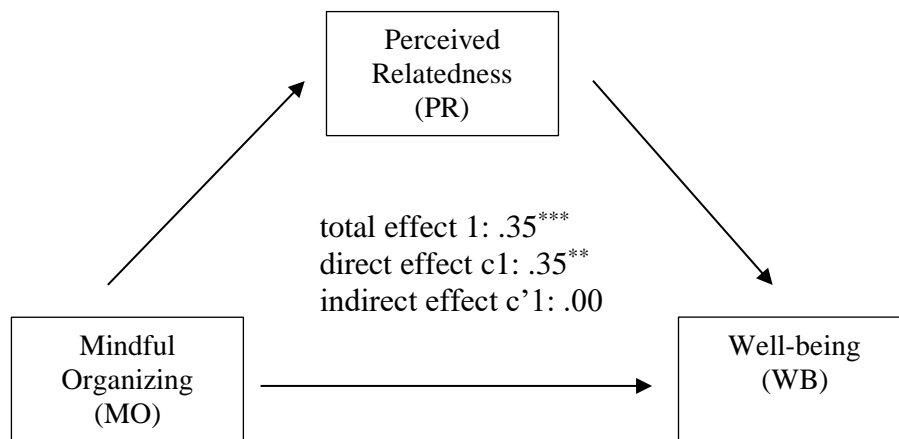 Perceived
Relatedness
(PR)
total effect 1: .35***
direct effect c1: .35**
indirect effect c’1: .00
Mindful
Organizing
(MO)
Well-being
(WB)